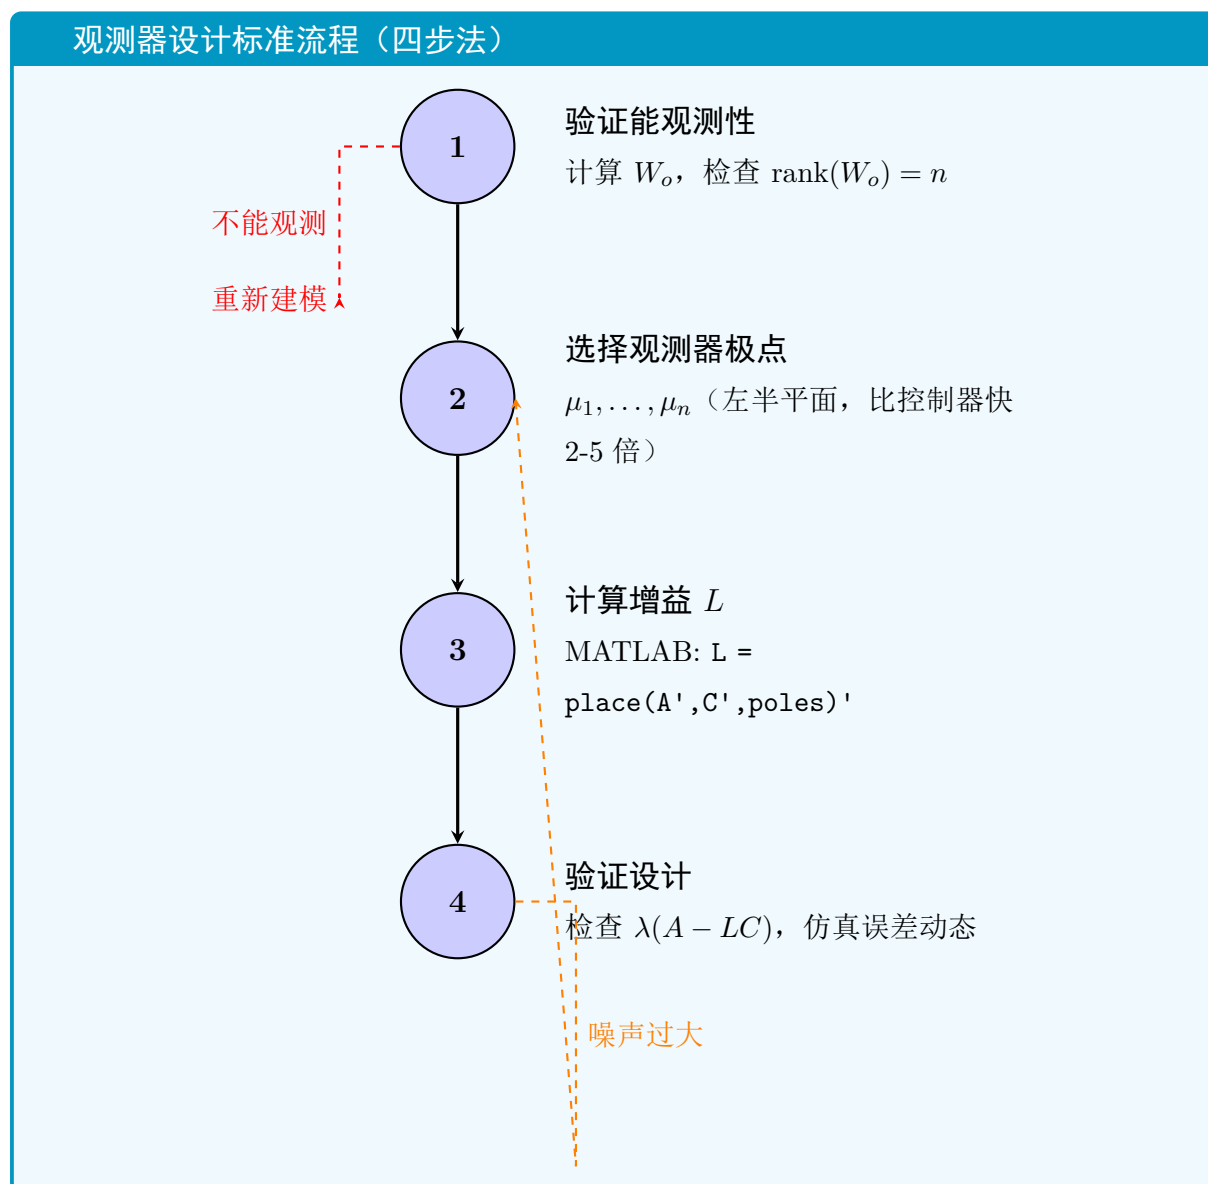 观测器设计标准流程（四步法）
1
验证能观测性
计算 W_o，检查 rank(W_o) = n
不能观测
重新建模
2
选择观测器极点
μ_1, . . . , μ_n（左半平面，比控制器快
2-5 倍）
3
计算增益 L
MATLAB: L =
place(A',C',poles)'
4
验证设计
检查 λ(A − LC)，仿真误差动态
噪声过大